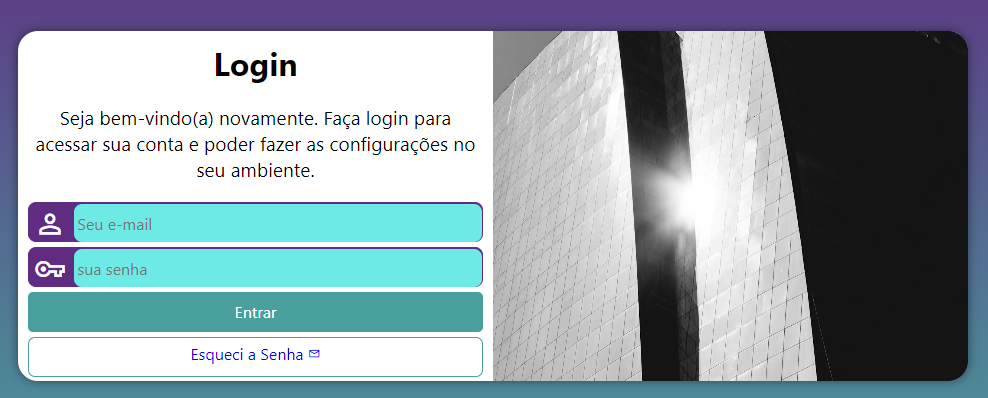 Login
Seja bem-vindo(a) novamente. Faça login para
acessar sua conta e poder fazer as configurações no
seu ambiente.
Seu e-mail
sua senha
Entrar
Esqueci a Senha